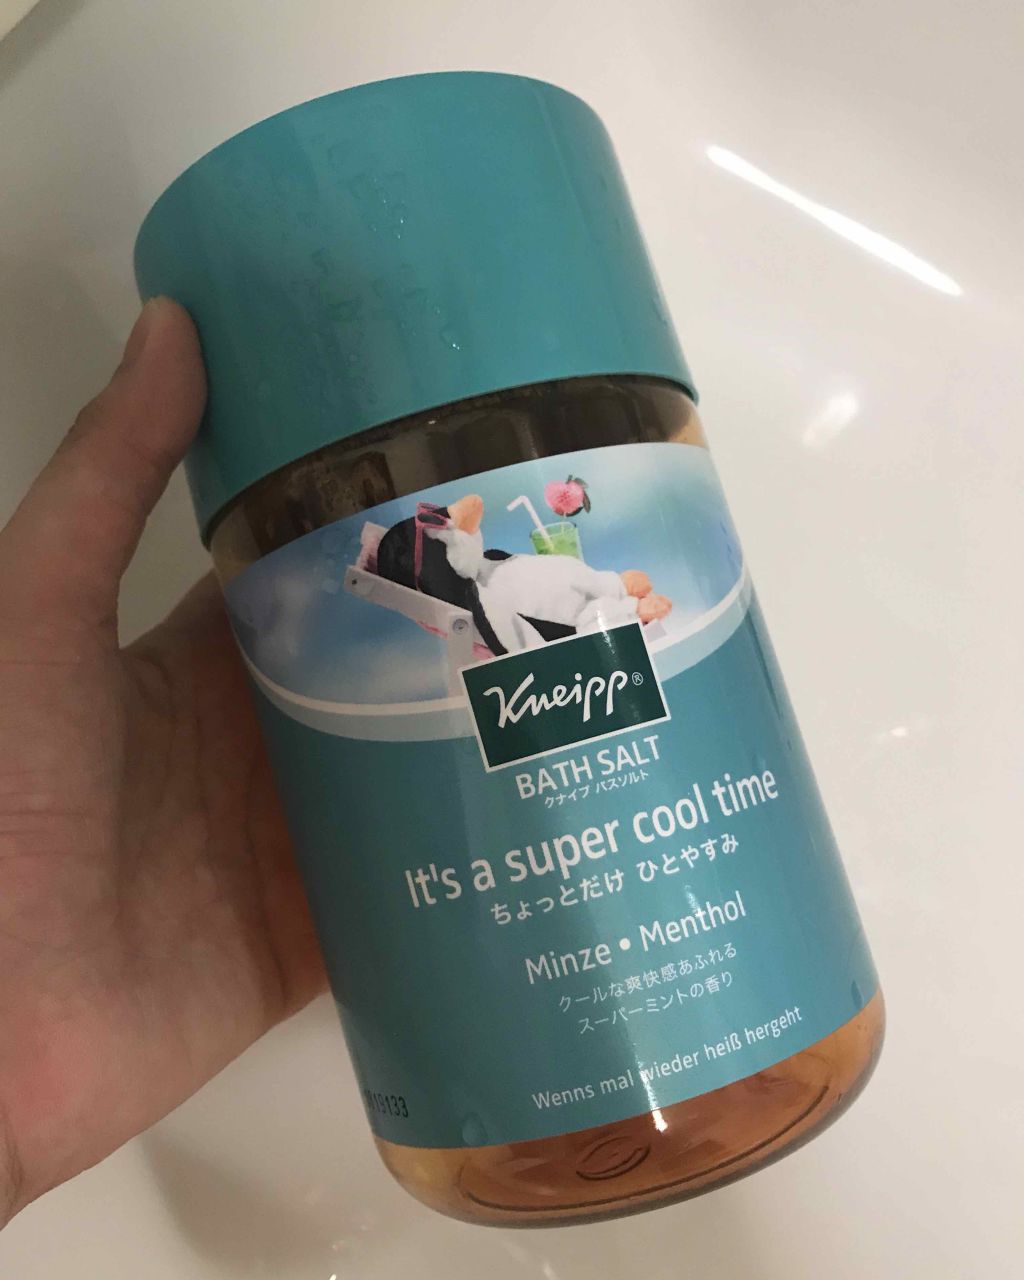 Kneipp®
BATH SALT
クナイプ バスソルト
It's a super cool time
ちょっとだけ ひとやすみ
Minze • Menthol
クールな爽快感あふれる
スーパーミントの香り
Wenns mal wieder heiß hergeht
19133